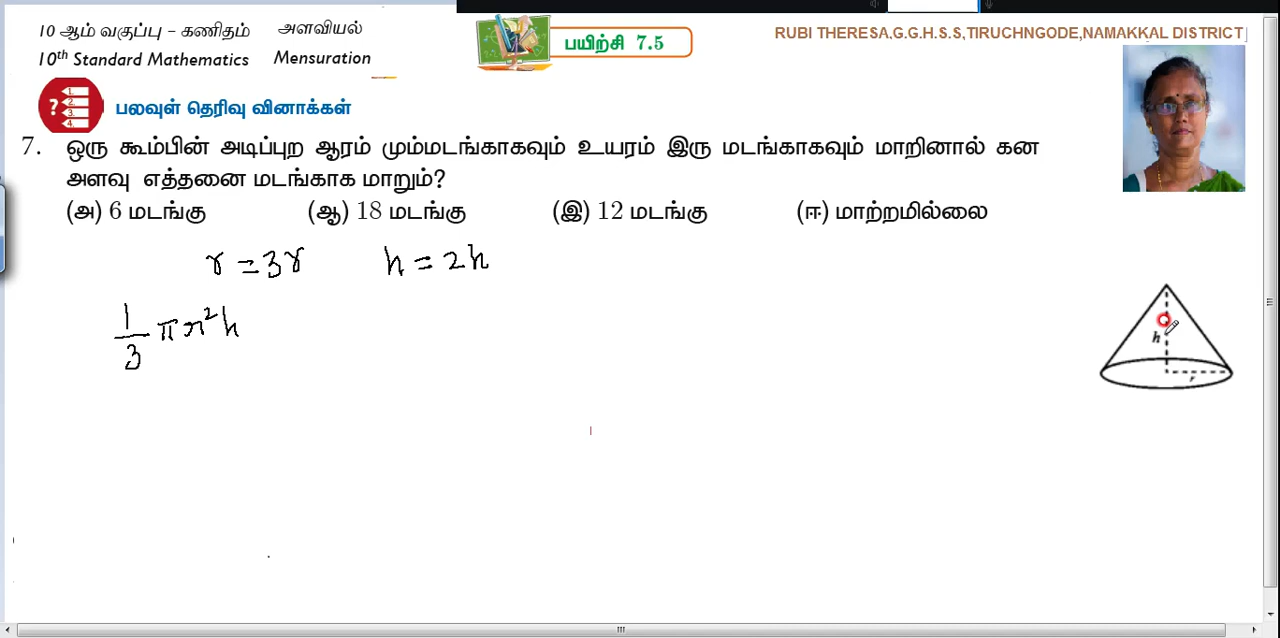 10 ஆம் வகுப்பு – கணிதம் அளவியல்
10th Standard Mathematics Mensuration
பயிற்சி 7.5
RUBI THERESA,G.G.H.S.S,TIRUCHNGODE,NAMAKKAL DISTRICT
பலவுள் தெரிவு வினாக்கள்
7. ஒரு கூம்பின் அடிப்புற ஆரம் மும்மடங்காகவும் உயரம் இரு மடங்காகவும் மாறினால் கன
அளவு எத்தனை மடங்காக மாறும்?
(அ) 6 மடங்கு (ஆ) 18 மடங்கு (இ) 12 மடங்கு (ஈ) மாற்றமில்லை
r = 3r h = 2h
1/3 πr²h
h
r